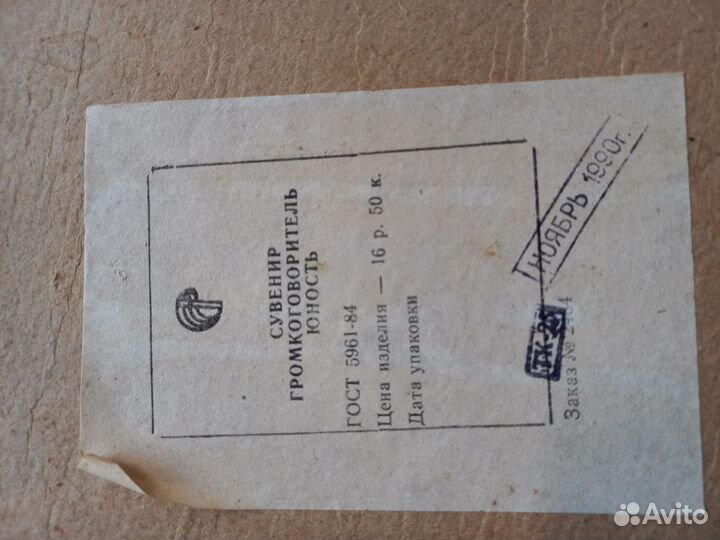 СУВЕНИР
ГРОМКОГОВОРИТЕЛЬ
ЮНОСТЬ
ГОСТ 5961-84
Цена изделия — 16 р. 50 к.
Дата упаковки
НОЯБРЬ 1990г.
Заказ №
Avito